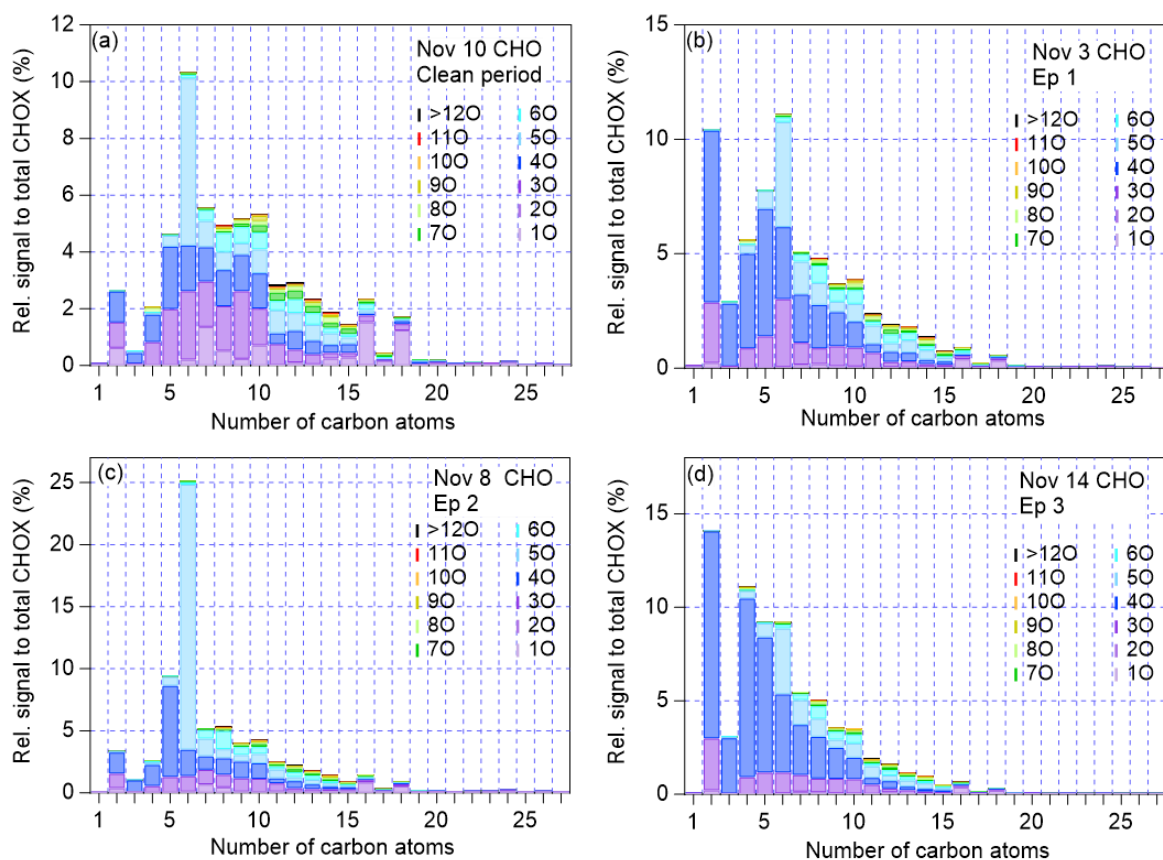 (a)
Nov 10 CHO
Clean period
>12O 6O
11O 5O
10O 4O
9O 3O
8O 2O
7O 1O
12
10
8
6
4
2
0
Rel. signal to total CHOX (%)
1 5 10 15 20 25
Number of carbon atoms
(b)
Nov 3 CHO
Ep 1
>12O 6O
11O 5O
10O 4O
9O 3O
8O 2O
7O 1O
15
10
5
0
Rel. signal to total CHOX (%)
1 5 10 15 20 25
Number of carbon atoms
(c)
Nov 8 CHO
Ep 2
>12O 6O
11O 5O
10O 4O
9O 3O
8O 2O
7O 1O
25
20
15
10
5
0
Rel. signal to total CHOX (%)
1 5 10 15 20 25
Number of carbon atoms
(d)
Nov 14 CHO
Ep 3
>12O 6O
11O 5O
10O 4O
9O 3O
8O 2O
7O 1O
15
10
5
0
Rel. signal to total CHOX (%)
1 5 10 15 20 25
Number of carbon atoms